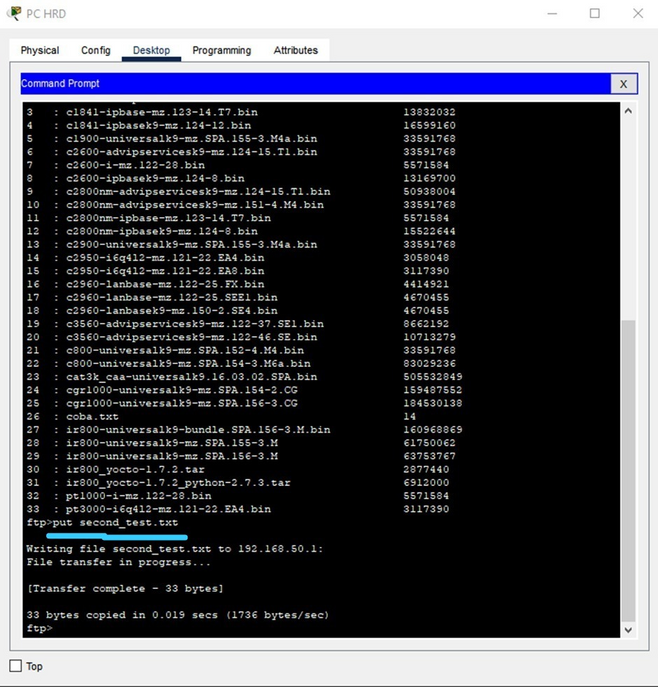 PC HRD
Physical Config Desktop Programming Attributes
Command Prompt X
3 : c1841-ipbase-mz.123-14.T7.bin 13832032
4 : c1841-ipbasek9-mz.124-12.bin 16599160
5 : c1900-universalk9-mz.SPA.155-3.M4a.bin 33591768
6 : c2600-advipservicesk9-mz.124-15.T1.bin 33591768
7 : c2600-i-mz.122-28.bin 5571584
8 : c2600-ipbasek9-mz.124-8.bin 13169700
9 : c2800nm-advipservicesk9-mz.124-15.T1.bin 50938004
10 : c2800nm-advipservicesk9-mz.151-4.M4.bin 33591768
11 : c2800nm-ipbase-mz.123-14.T7.bin 5571584
12 : c2800nm-ipbasek9-mz.124-8.bin 15522644
13 : c2900-universalk9-mz.SPA.155-3.M4a.bin 33591768
14 : c2950-i6q4l2-mz.121-22.EA4.bin 3058048
15 : c2950-i6q4l2-mz.121-22.EA8.bin 3117390
16 : c2960-lanbase-mz.122-25.FX.bin 4414921
17 : c2960-lanbase-mz.122-25.SEE1.bin 4670455
18 : c2960-lanbasek9-mz.150-2.SE4.bin 4670455
19 : c3560-advipservicesk9-mz.122-37.SE1.bin 8662192
20 : c3560-advipservicesk9-mz.122-46.SE.bin 10713279
21 : c800-universalk9-mz.SPA.152-4.M4.bin 33591768
22 : c800-universalk9-mz.SPA.154-3.M6a.bin 83029236
23 : cat3k_caa-universalk9.16.03.02.SPA.bin 505532849
24 : cgr1000-universalk9-mz.SPA.154-2.CG 159487552
25 : cgr1000-universalk9-mz.SPA.156-3.CG 184530138
26 : coba.txt 14
27 : ir800-universalk9-bundle.SPA.156-3.M.bin 160968869
28 : ir800-universalk9-mz.SPA.155-3.M 61750062
29 : ir800-universalk9-mz.SPA.156-3.M 63753767
30 : ir800_yocto-1.7.2.tar 2877440
31 : ir800_yocto-1.7.2_python-2.7.3.tar 6912000
32 : pt1000-i-mz.122-28.bin 5571584
33 : pt3000-i6q4l2-mz.121-22.EA4.bin 3117390
ftp>put second_test.txt
Writing file second_test.txt to 192.168.50.1:
File transfer in progress...
[Transfer complete - 33 bytes]
33 bytes copied in 0.019 secs (1736 bytes/sec)
ftp>
Top